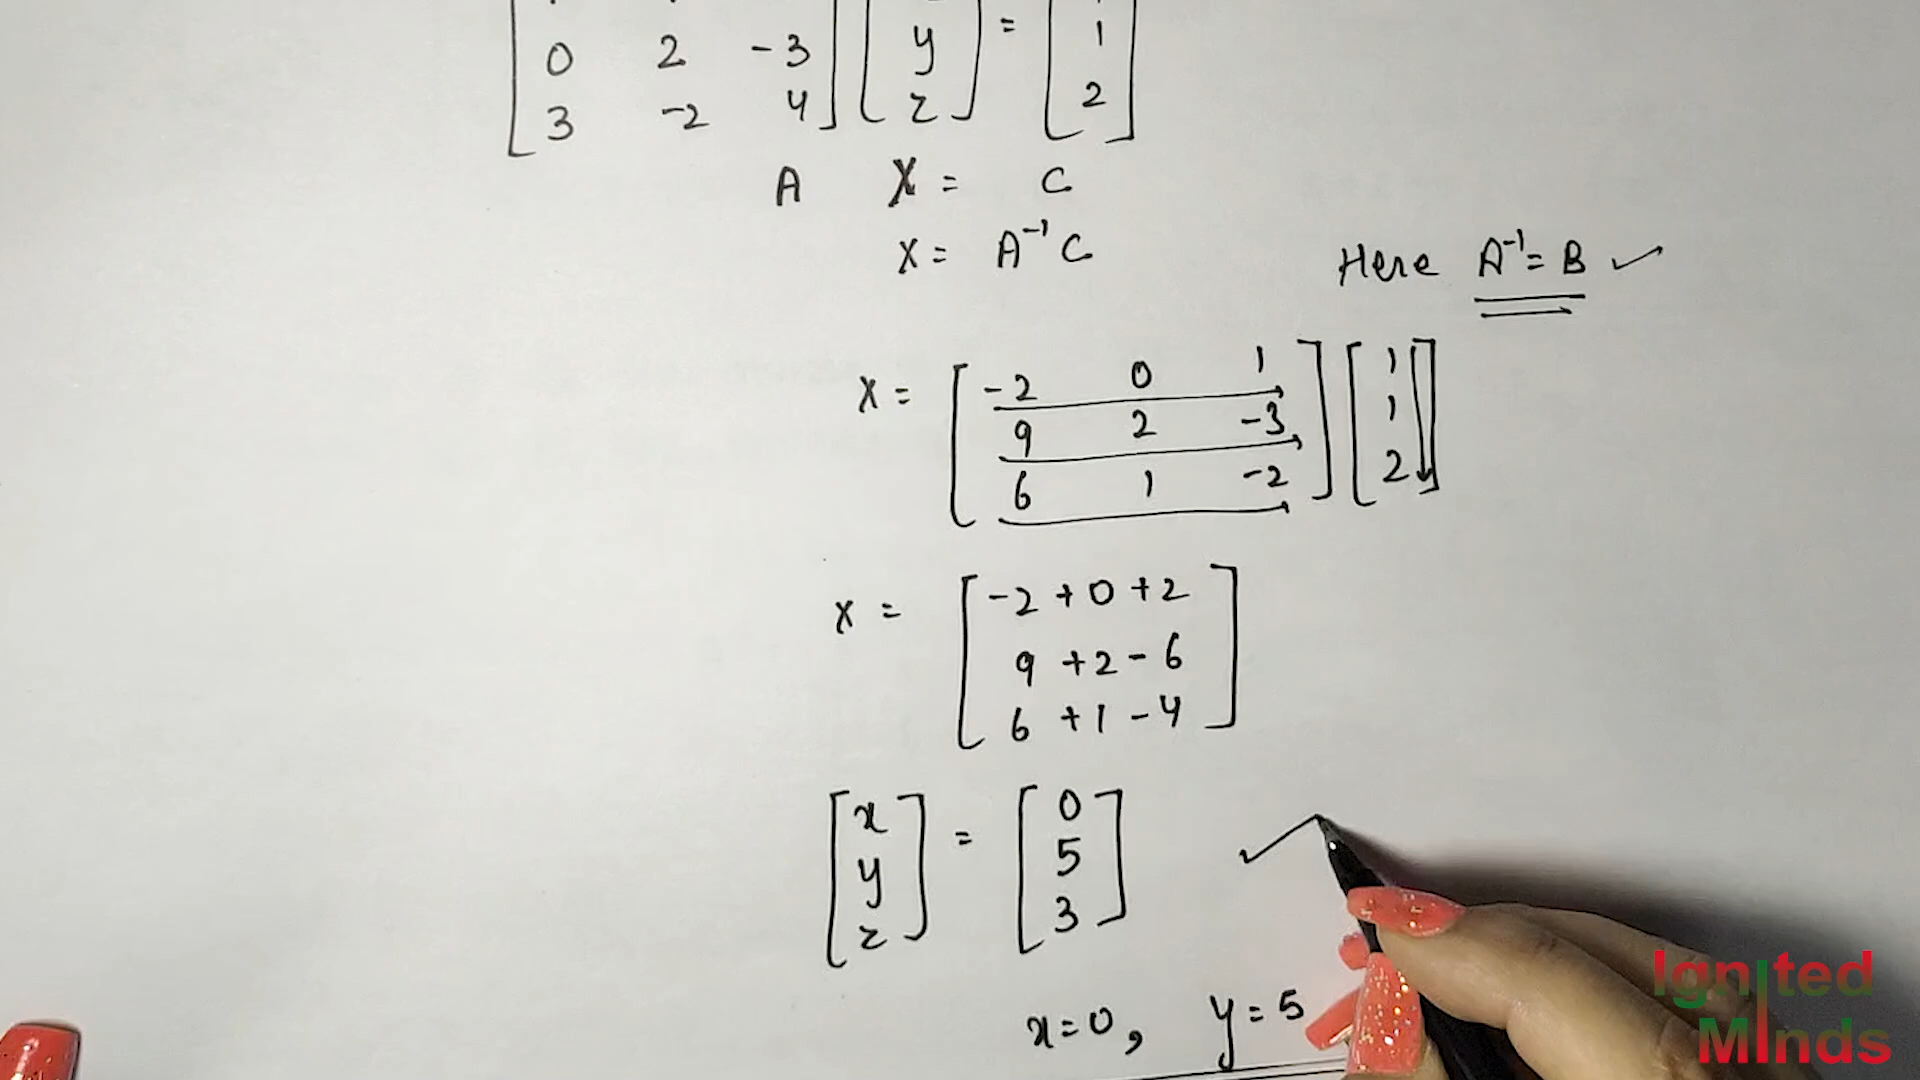 0 2 -3 y = 1
3 -2 4 z 2
A X = C
X = A⁻¹ C
Here A⁻¹ = B ✓
X = [ -2 0 1 ] [ 1 ]
9 2 -3 1
6 1 -2 2
X = [ -2 + 0 + 2 ]
9 + 2 - 6
6 + 1 - 4
[ x ] = [ 0 ]
y 5
z 3
x = 0, y = 5
Ignited
Minds